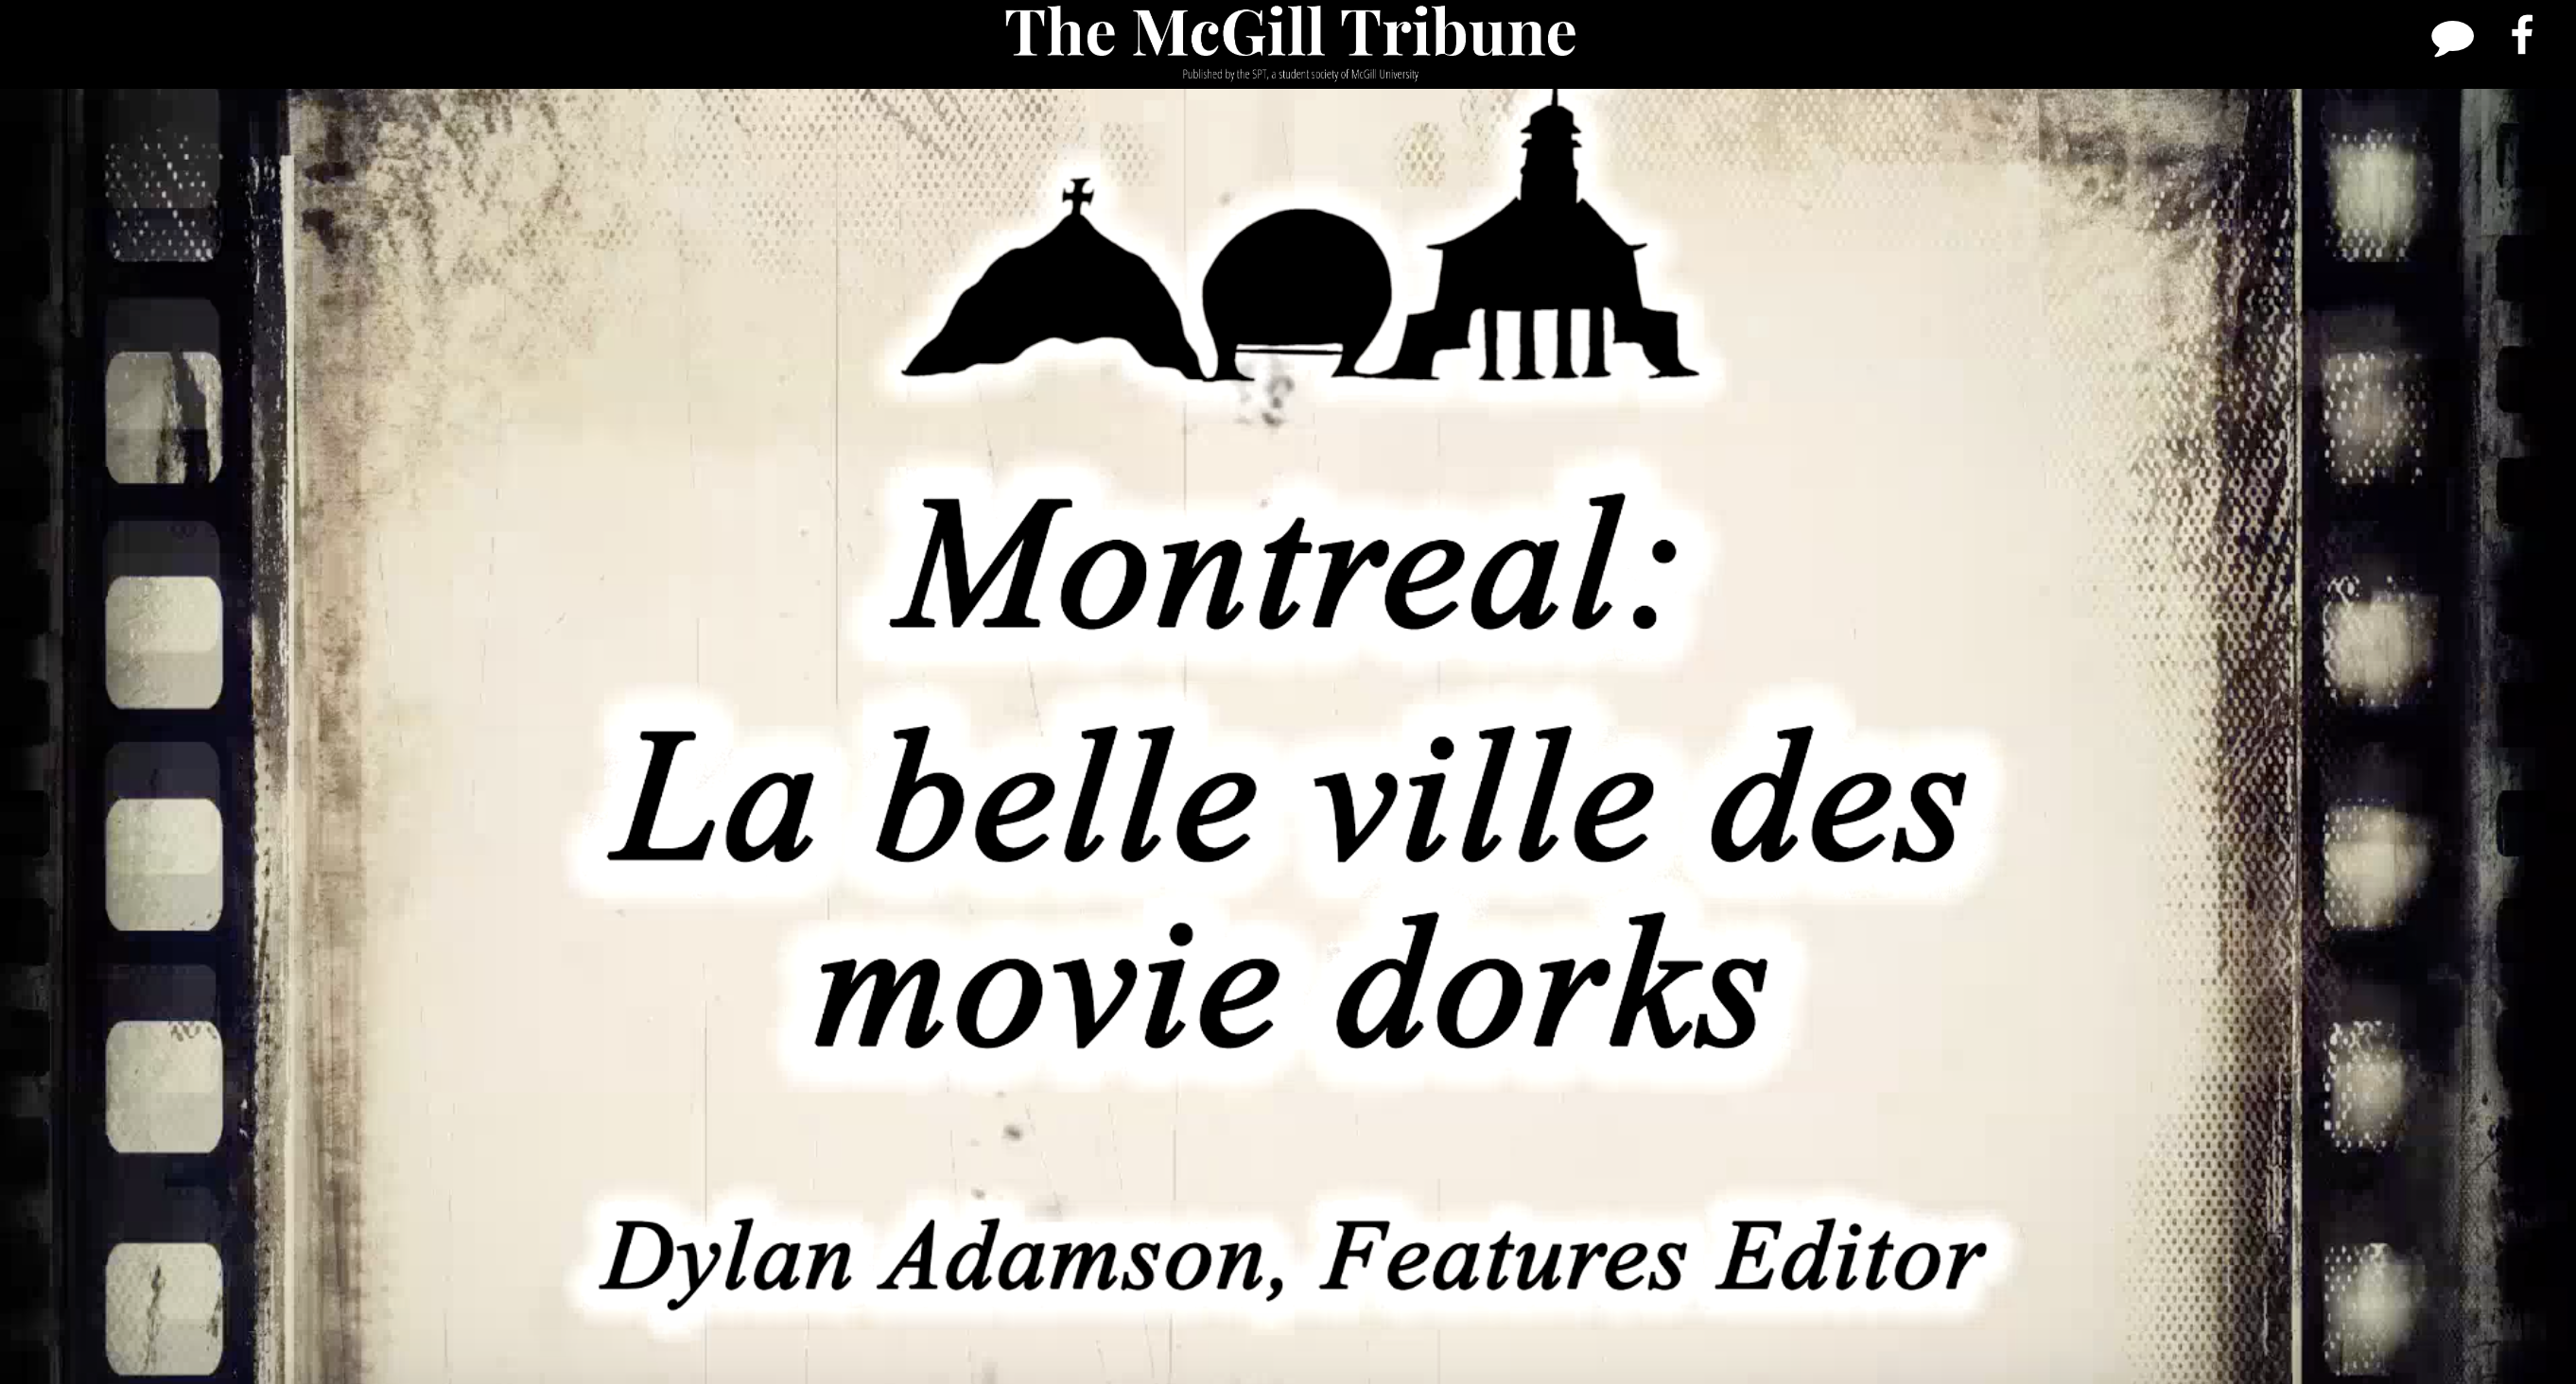 The McGill Tribune
Published by the SPT, a student society of McGill University
Montreal:
La belle ville des
movie dorks
Dylan Adamson, Features Editor